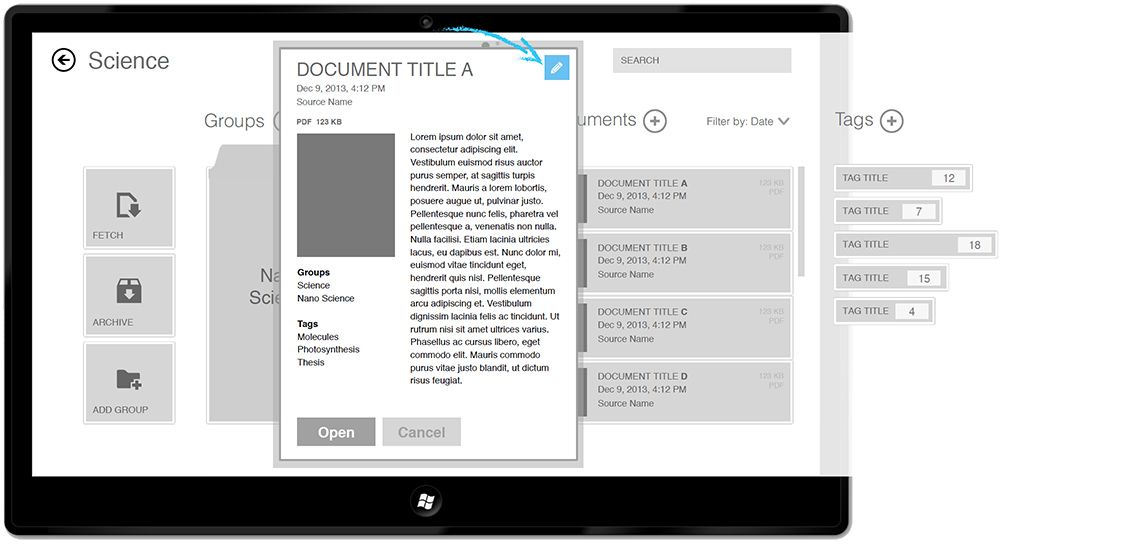 Science
SEARCH
Groups
FETCH
ARCHIVE
ADD GROUP
DOCUMENT TITLE A
Dec 9, 2013, 4:12 PM
Source Name
PDF 123 KB
Lorem ipsum dolor sit amet,
consectetur adipiscing elit.
Vestibulum euismod risus auctor
purus semper, at sagittis turpis
hendrerit. Mauris a lorem lobortis,
posuere augue ut, pulvinar justo.
Pellentesque nunc felis, pharetra vel
pellentesque a, venenatis non nulla.
Nulla facilisi. Etiam lacinia ultricies
lacus, eu dapibus est. Nunc dolor mi,
euismod vitae tincidunt eget,
hendrerit quis nisl. Pellentesque
sagittis porta nisi, mollis elementum
arcu adipiscing et. Vestibulum
dignissim lacinia felis ac tincidunt. Ut
rutrum nisi sit amet ultrices varius.
Phasellus ac cursus libero, eget
commodo elit. Mauris commodo
purus vitae justo blandit, ut dictum
risus feugiat.
Groups
Science
Nano Science
Tags
Molecules
Photosynthesis
Thesis
Open Cancel
uments
Filter by: Date
DOCUMENT TITLE A
123 KB
Dec 9, 2013, 4:12 PM
PDF
Source Name
DOCUMENT TITLE B
123 KB
Dec 9, 2013, 4:12 PM
PDF
Source Name
DOCUMENT TITLE C
123 KB
Dec 9, 2013, 4:12 PM
PDF
Source Name
DOCUMENT TITLE D
123 KB
Dec 9, 2013, 4:12 PM
PDF
Source Name
Tags
TAG TITLE 12
TAG TITLE 7
TAG TITLE 18
TAG TITLE 15
TAG TITLE 4